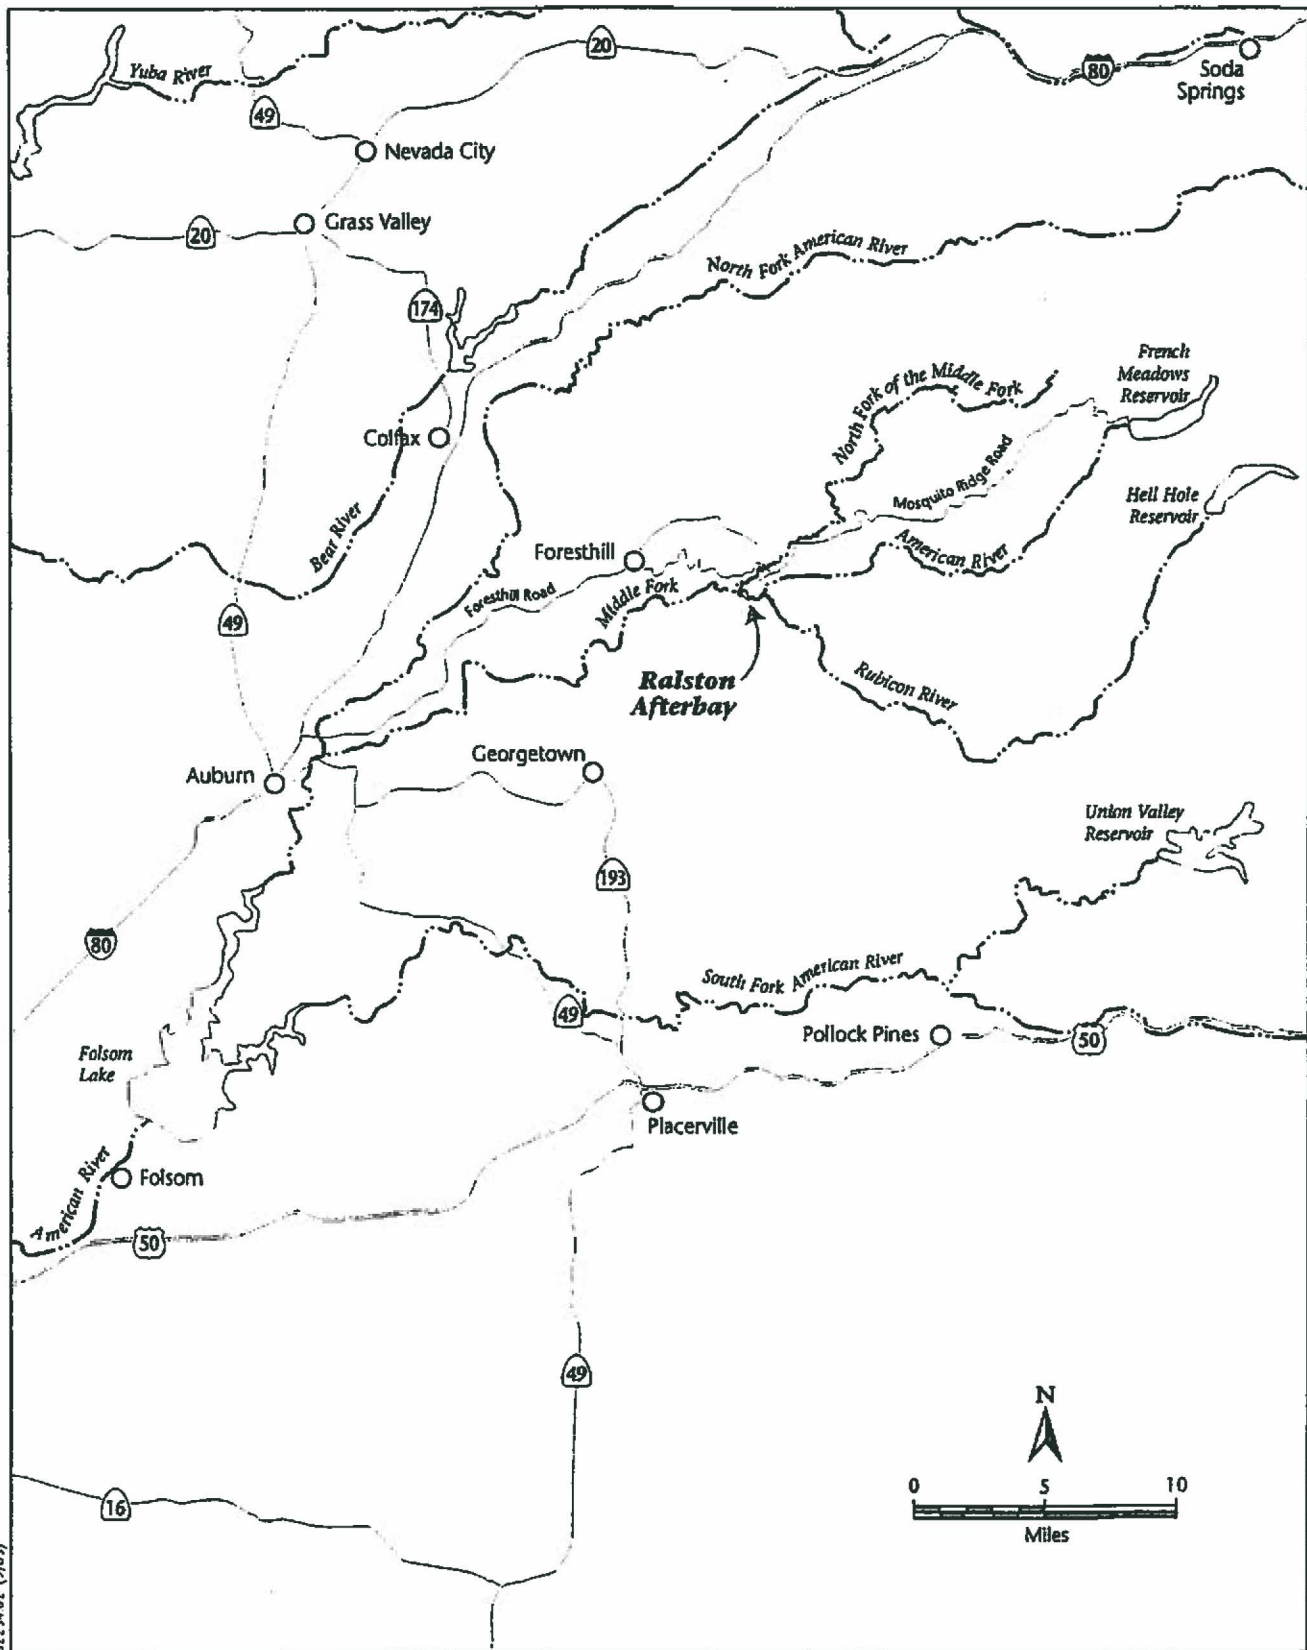 20
Yuba River
80
Soda
Springs
49
Nevada City
Grass Valley
20
North Fork American River
174
French
Meadows
Reservoir
North Fork of the Middle Fork
Colfax
Mosquito Ridge Road
Hell Hole
Reservoir
Bear River
American River
Foresthill
Foresthill Road
Middle Fork
49
Ralston
Afterbay
Rubicon River
Georgetown
Auburn
Union Valley
Reservoir
193
80
South Fork American River
49
Pollock Pines
50
Folsom
Lake
Placerville
American River
Folsom
50
49
N
0 5 10
Miles
16